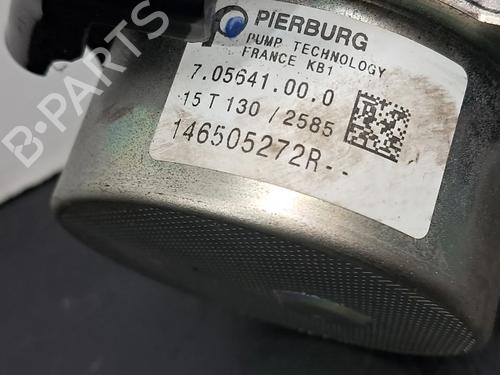 PIERBURG
PUMP TECHNOLOGY
FRANCE KB1
7.05641.00.0
15 T 130 / 2585
146505272R--
B-PARTS